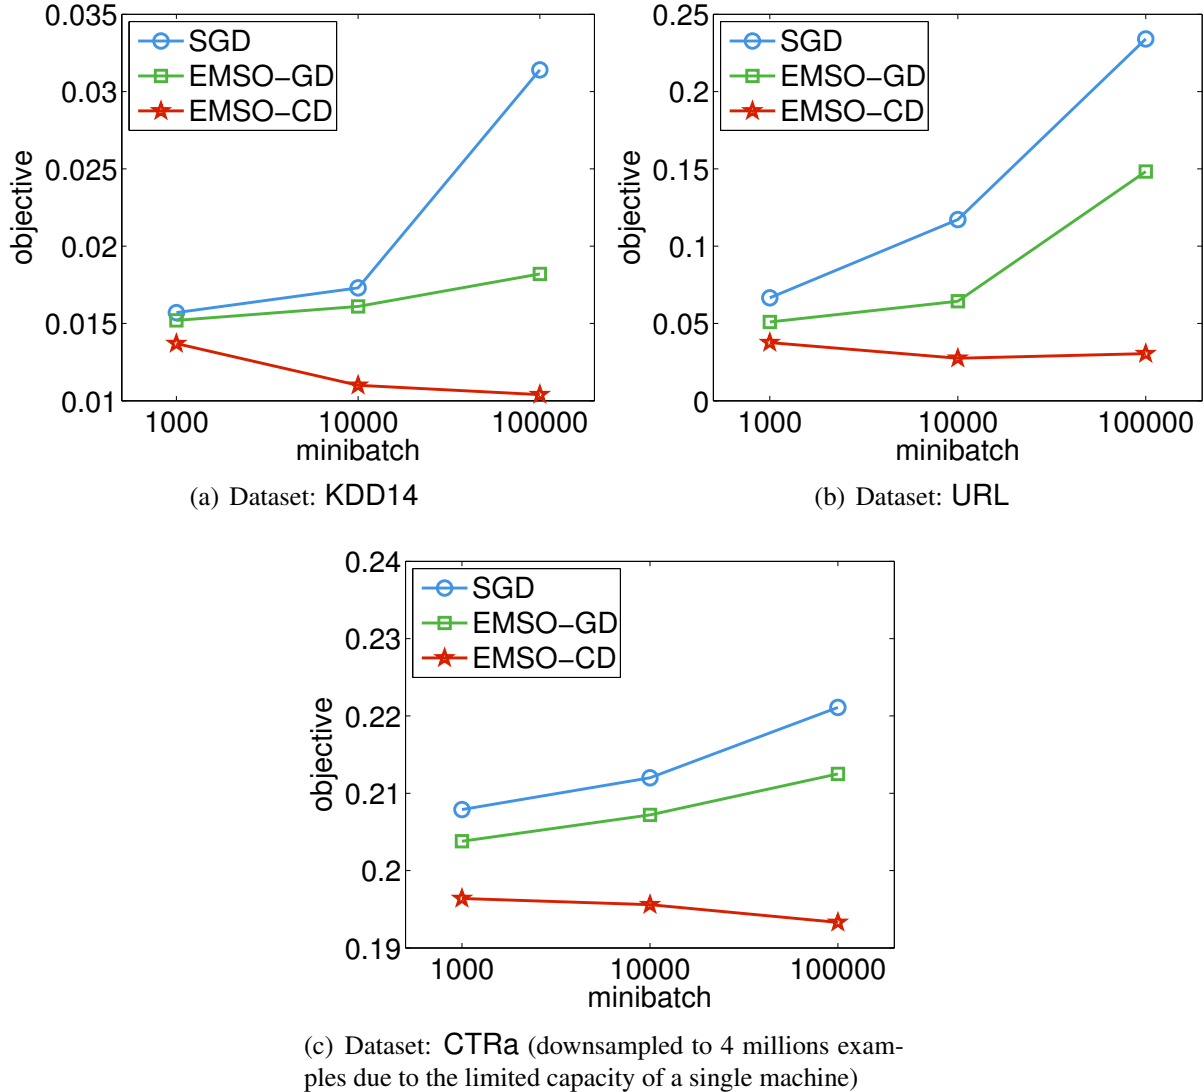 0.035
0.03
0.025
0.02
0.015
0.01
objective
SGD
EMSO−GD
EMSO−CD
1000
10000
100000
minibatch
(a) Dataset: KDD14
0.25
0.2
0.15
0.1
0.05
0
objective
SGD
EMSO−GD
EMSO−CD
1000
10000
100000
minibatch
(b) Dataset: URL
0.24
0.23
0.22
0.21
0.2
0.19
objective
SGD
EMSO−GD
EMSO−CD
1000
10000
100000
minibatch
(c) Dataset: CTRa (downsampled to 4 millions exam-
ples due to the limited capacity of a single machine)